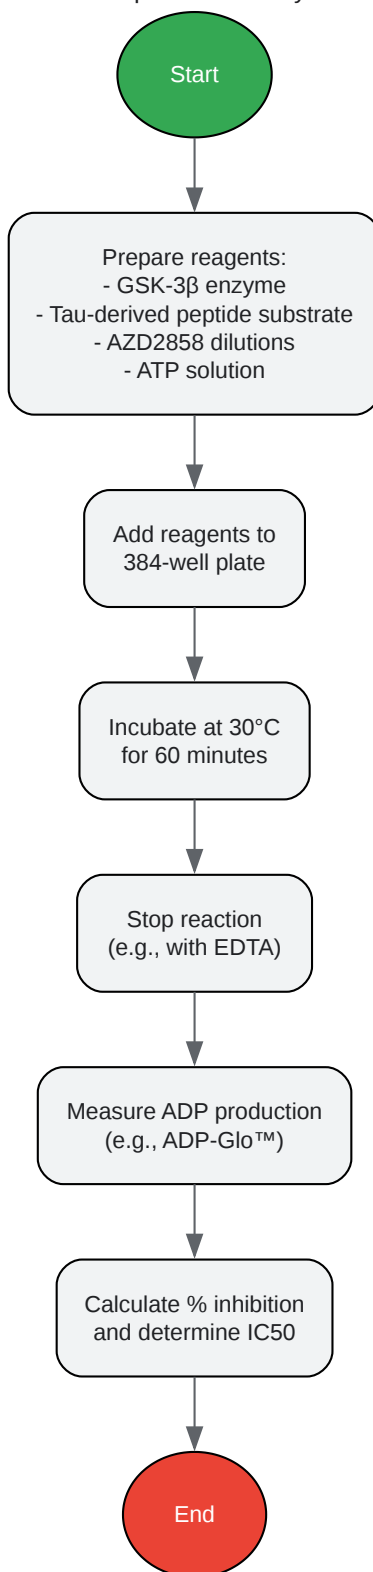 Start
Prepare reagents:
- GSK-3β enzyme
- Tau-derived peptide substrate
- AZD2858 dilutions
- ATP solution
Add reagents to
384-well plate
Incubate at 30°C
for 60 minutes
Stop reaction
(e.g., with EDTA)
Measure ADP production
(e.g., ADP-Glo™)
Calculate % inhibition
and determine IC50
End